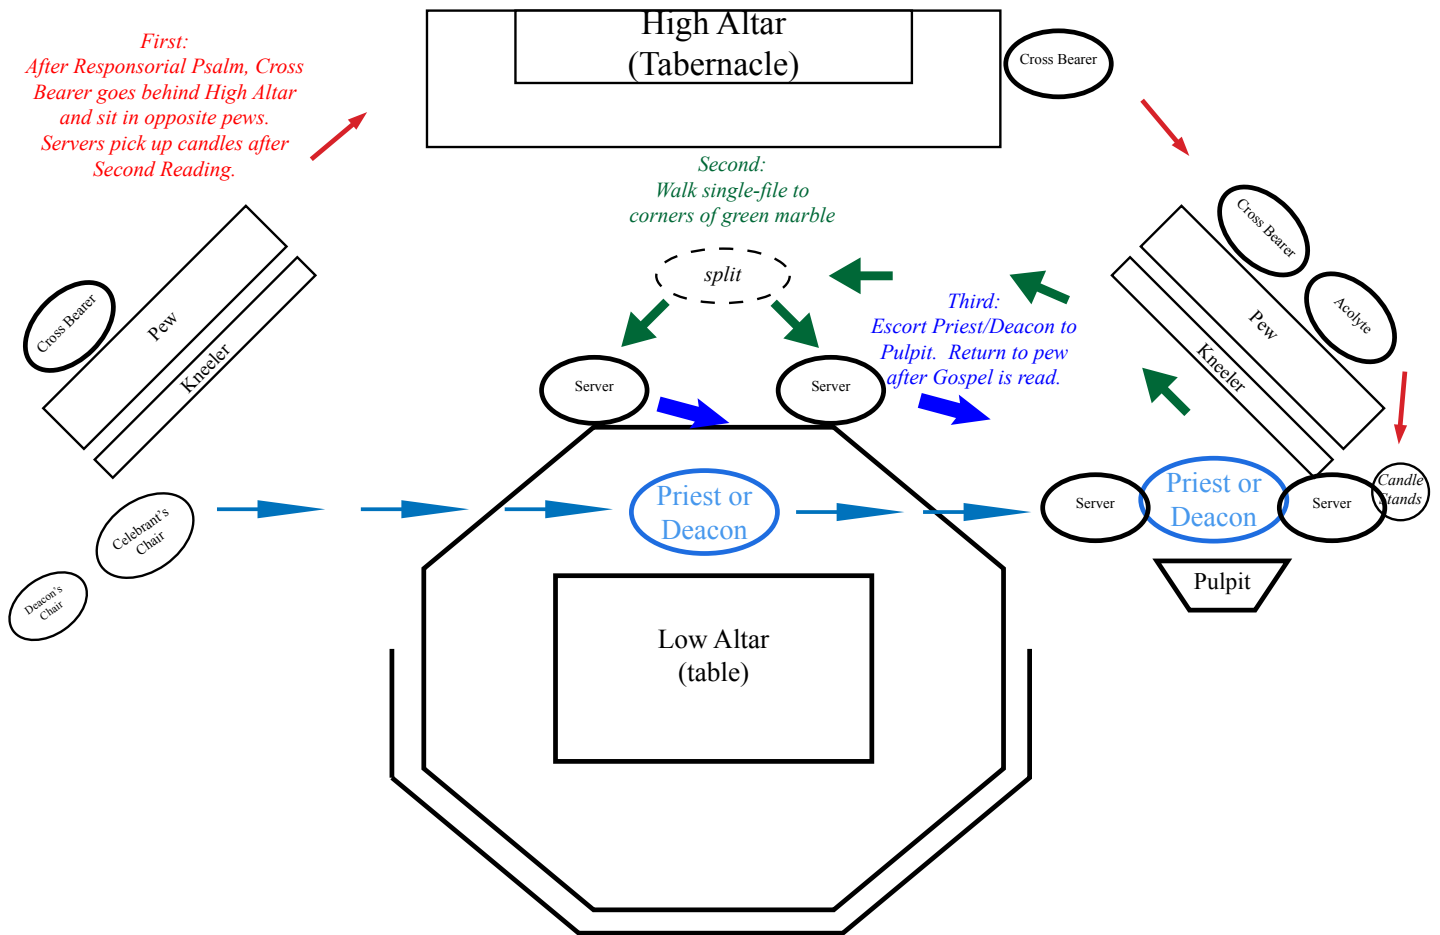 High Altar
(Tabernacle)
Cross Bearer
First:
After Responsorial Psalm, Cross
Bearer goes behind High Altar
and sit in opposite pews.
Servers pick up candles after
Second Reading.
Second:
Walk single-file to
corners of green marble
split
Third:
Escort Priest/Deacon to
Pulpit.  Return to pew
after Gospel is read.
Cross Bearer
Pew
Kneeler
Cross Bearer
Acolyte
Pew
Kneeler
Server
Server
Celebrant's
Chair
Deacon's
Chair
Priest or
Deacon
Server
Priest or
Deacon
Server
Candle
Stands
Pulpit
Low Altar
(table)